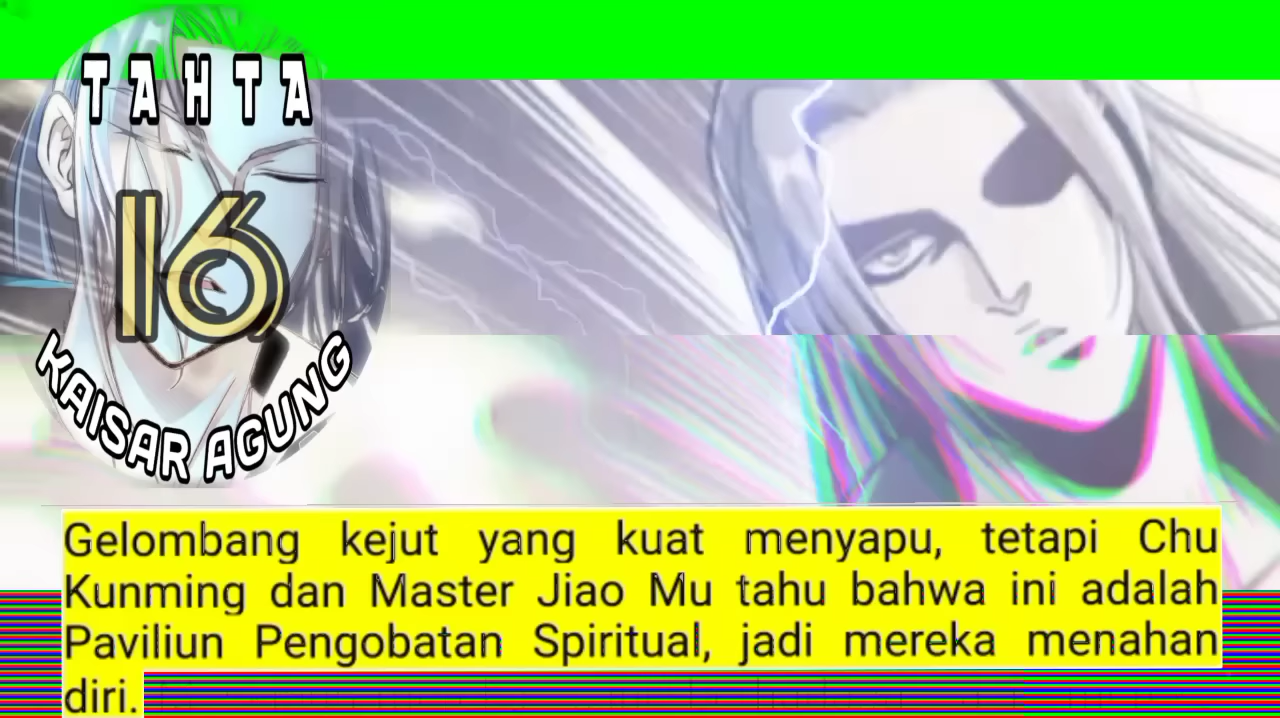 TAHTA
16
KAISAR AGUNG
Gelombang kejut yang kuat menyapu, tetapi Chu
Kunming dan Master Jiao Mu tahu bahwa ini adalah
Paviliun Pengobatan Spiritual, jadi mereka menahan
diri.